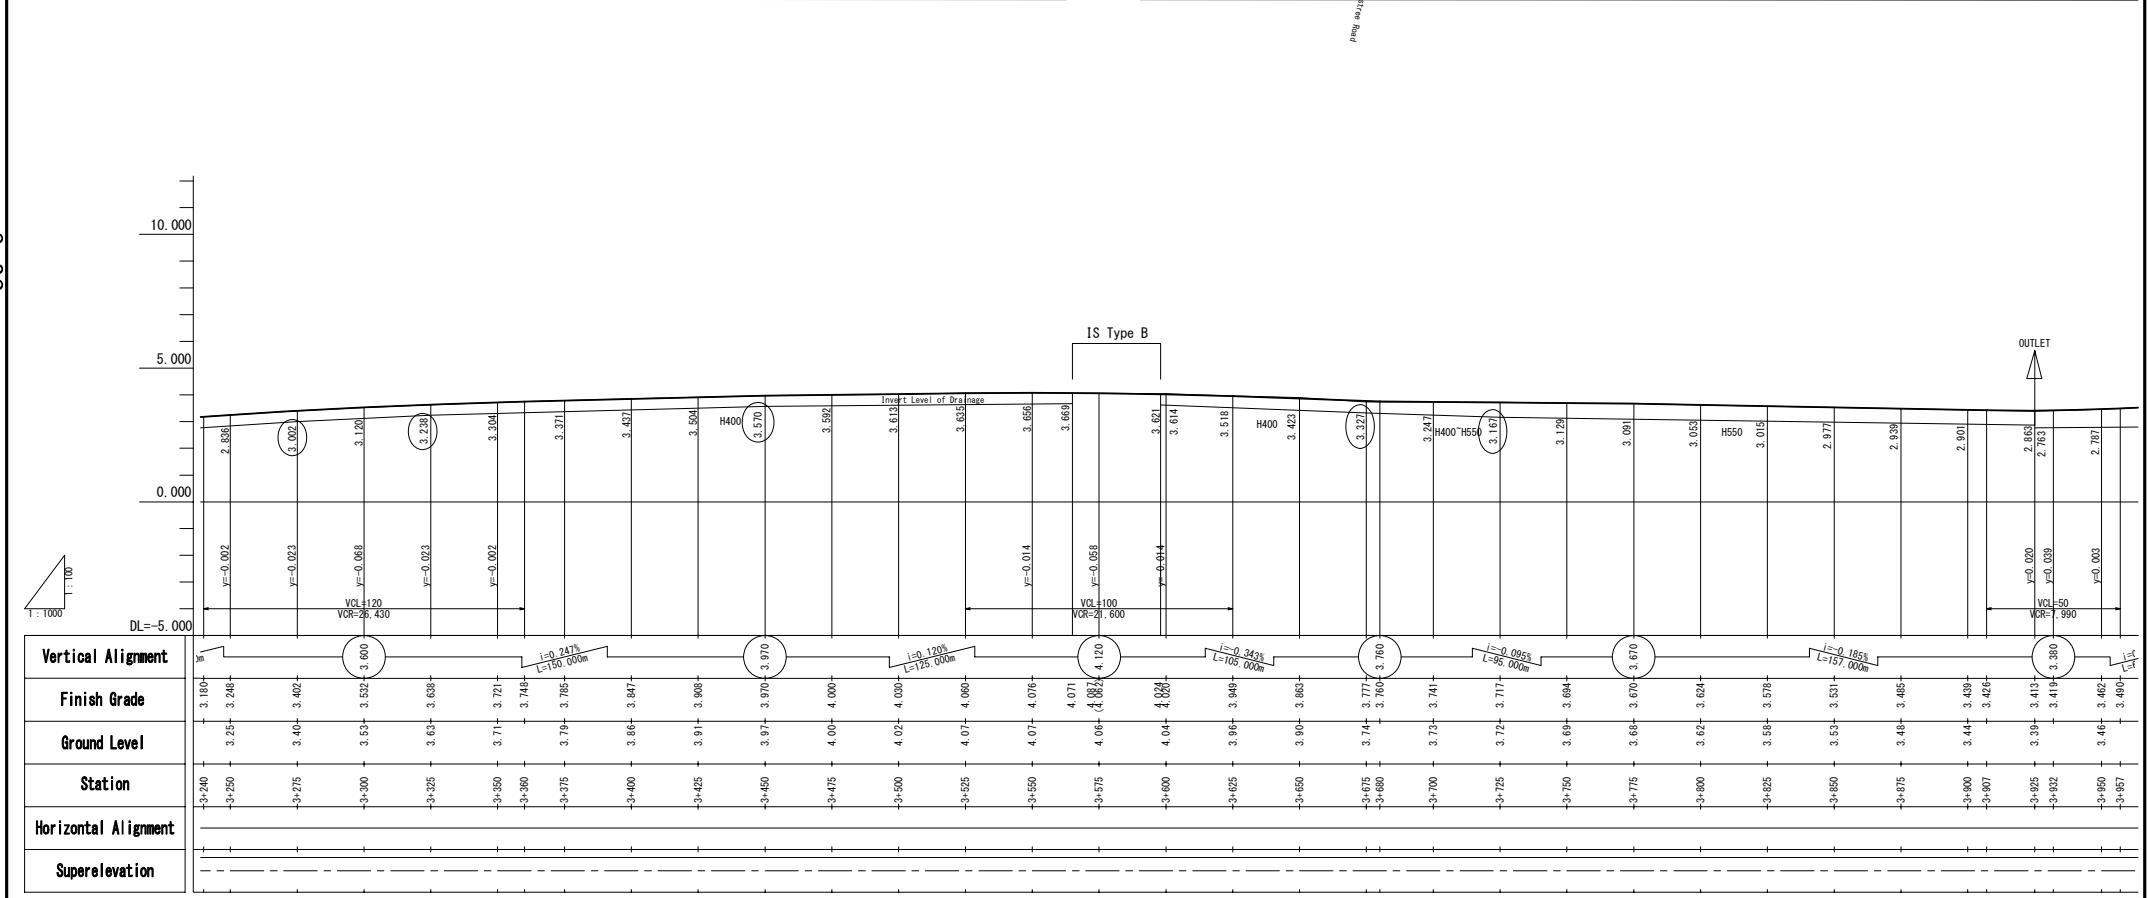 stree Road
10.000
5.000
0.000
DL=-5.000
1:100
1:1000
IS Type B
OUTLET
Invert Level of Drainage
H400
H400
H400~H550
H550
2.836
3.002
3.120
3.238
3.304
3.371
3.437
3.504
3.570
3.592
3.613
3.635
3.656
3.669
3.621
3.614
3.518
3.423
3.327
3.247
3.167
3.129
3.091
3.053
3.015
2.977
2.939
2.901
2.863
2.763
2.787
y=-0.002
y=-0.023
y=-0.068
y=-0.023
y=-0.002
y=-0.014
y=-0.058
y=-0.014
y=0.020
y=0.039
y=0.003
VCL=120
VCR=26.430
VCL=100
VCR=21.600
VCL=50
VCR=7.990
Vertical Alignment
3.600
i=0.247%
L=150.000m
3.970
i=0.120%
L=125.000m
4.120
i=-0.343%
L=105.000m
3.760
i=-0.095%
L=95.000m
3.670
i=-0.185%
L=157.000m
3.380
Finish Grade
3.180 3.248 3.402 3.532 3.638 3.721 3.748 3.785 3.847 3.908 3.970 4.000 4.030 4.060 4.076 4.071 4.087 (4.062) 4.024 4.020 3.949 3.863 3.777 3.760 3.741 3.717 3.694 3.670 3.624 3.578 3.531 3.485 3.439 3.426 3.413 3.419 3.462 3.490
Ground Level
3.25 3.40 3.53 3.63 3.71 3.79 3.86 3.91 3.97 4.00 4.02 4.07 4.07 4.06 4.04 3.96 3.90 3.74 3.73 3.72 3.69 3.68 3.62 3.58 3.53 3.48 3.44 3.39 3.46
Station
3+240 3+250 3+275 3+300 3+325 3+350 3+360 3+375 3+400 3+425 3+450 3+475 3+500 3+525 3+550 3+575 3+600 3+625 3+650 3+675 3+680 3+700 3+725 3+750 3+775 3+800 3+825 3+850 3+875 3+900 3+907 3+925 3+932 3+950 3+957
Horizontal Alignment
Superelevation